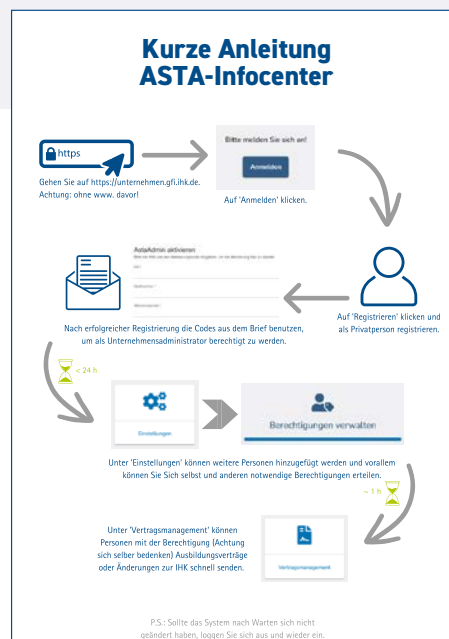 Kurze Anleitung
ASTA-Infocenter
https
Gehen Sie auf https://unternehmen.gfi.ihk.de.
Achtung: ohne www. davor!
Bitte melden Sie sich an!
Anmelden
Auf 'Anmelden' klicken.
Auf 'Registrieren' klicken und
als Privatperson registrieren.
AstaAdmin aktivieren
Nach erfolgreicher Registrierung die Codes aus dem Brief benutzen,
um als Unternehmensadministrator berechtigt zu werden.
< 24 h
Einstellungen
Berechtigungen verwalten
Unter 'Einstellungen' können weitere Personen hinzugefügt werden und vorallem
können Sie Sich selbst und anderen notwendige Berechtigungen erteilen.
~ 1 h
Unter 'Vertragsmanagement' können
Personen mit der Berechtigung (Achtung
sich selber bedenken) Ausbildungsverträge
oder Änderungen zur IHK schnell senden.
Vertragsmanagement
P.S.: Sollte das System nach Warten sich nicht
geändert haben, loggen Sie sich aus und wieder ein.